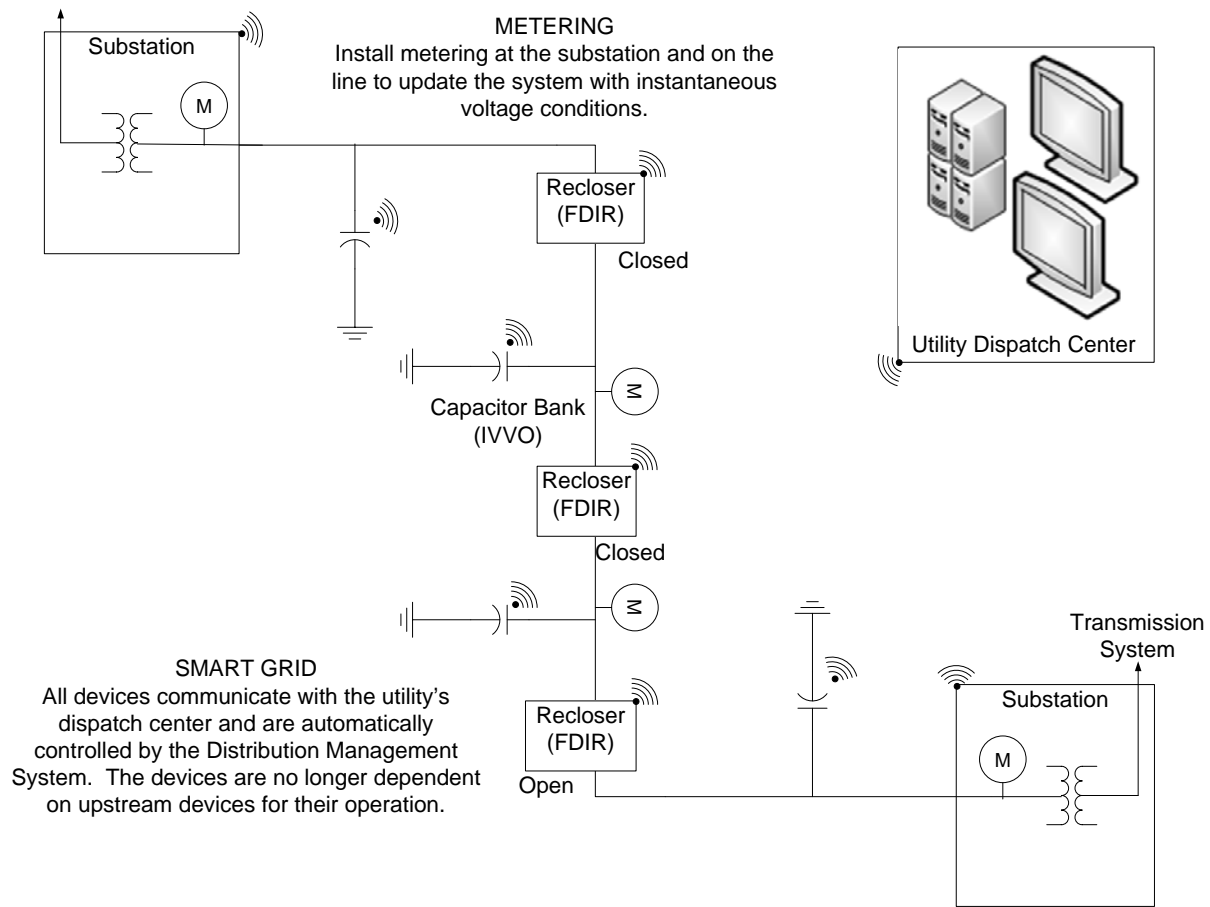 Substation
M
METERING
Install metering at the substation and on the
line to update the system with instantaneous
voltage conditions.
Recloser
(FDIR)
Closed
Utility Dispatch Center
Capacitor Bank
(IVVO)
M
Recloser
(FDIR)
Closed
M
SMART GRID
All devices communicate with the utility’s
dispatch center and are automatically
controlled by the Distribution Management
System.  The devices are no longer dependent
on upstream devices for their operation.
Recloser
(FDIR)
Open
Transmission
System
Substation
M